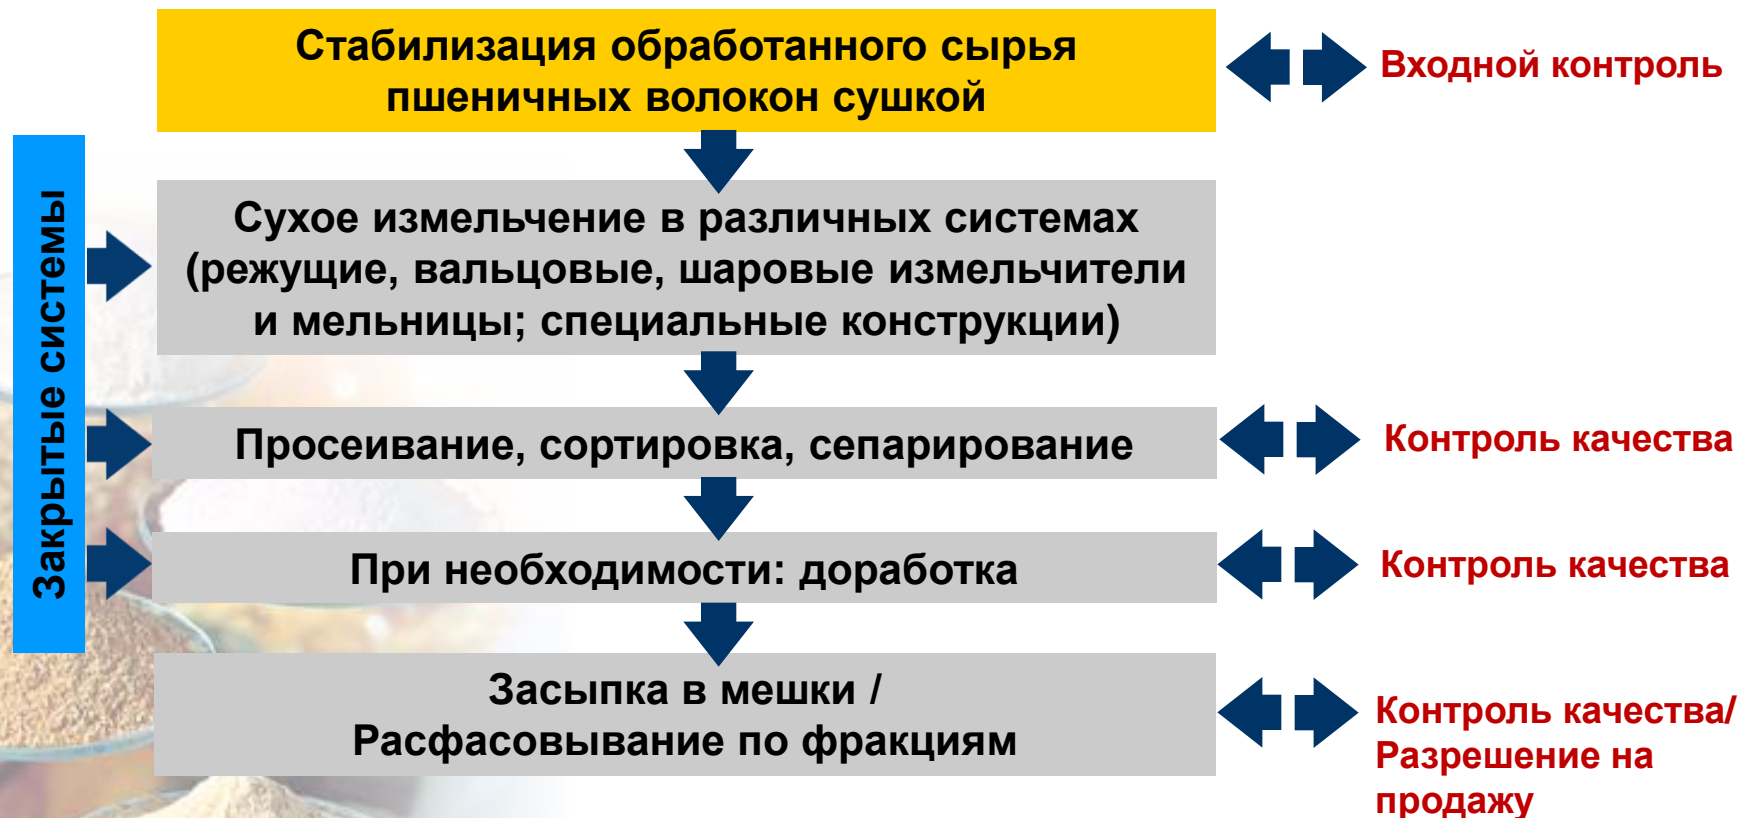 Стабилизация обработанного сырья
пшеничных волокон сушкой
Входной контроль
Закрытые системы
Сухое измельчение в различных системах
(режущие, вальцовые, шаровые измельчители
и мельницы; специальные конструкции)
Просеивание, сортировка, сепарирование
Контроль качества
При необходимости: доработка
Контроль качества
Засыпка в мешки /
Расфасовывание по фракциям
Контроль качества/
Разрешение на
продажу